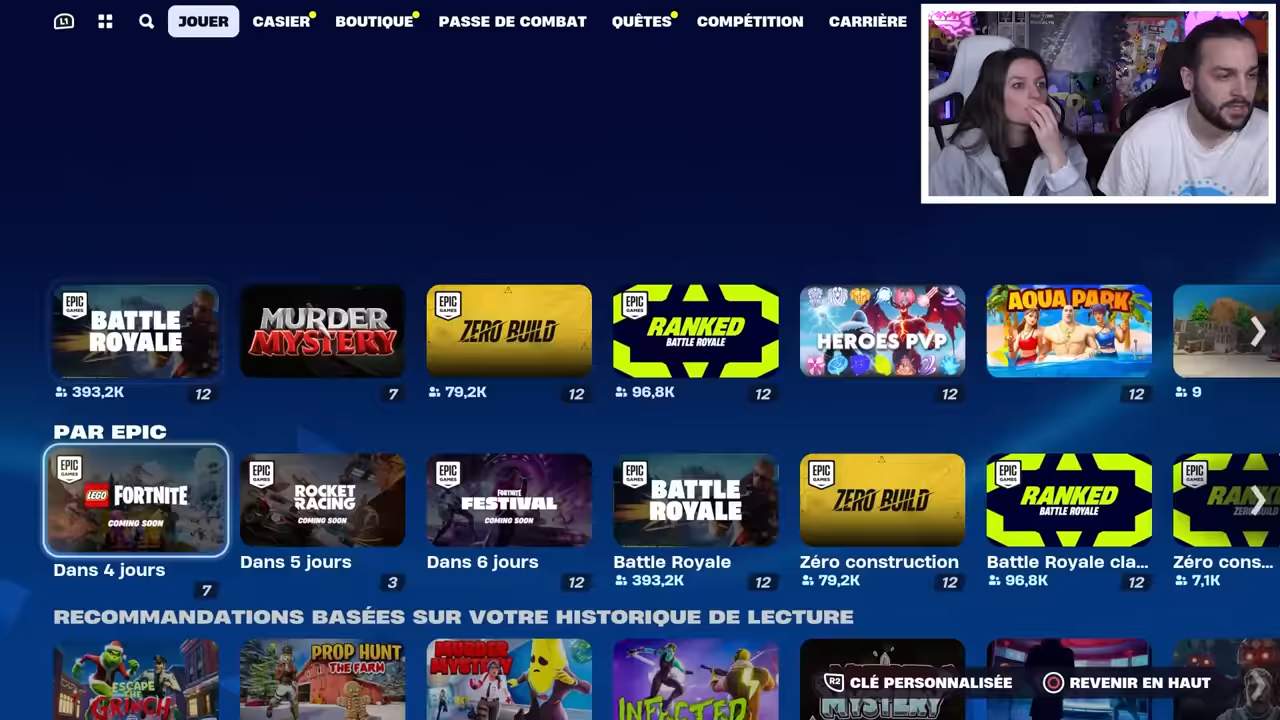 L1 JOUER CASIER BOUTIQUE PASSE DE COMBAT QUÊTES COMPÉTITION CARRIÈRE
EPIC GAMES BATTLE ROYALE
MURDER MYSTERY
EPIC GAMES ZERO BUILD
EPIC GAMES RANKED BATTLE ROYALE
HEROES PVP
AQUA PARK
393,2K 12 7 79,2K 12 96,8K 12 12 12 9
PAR EPIC
EPIC GAMES LEGO FORTNITE COMING SOON
EPIC GAMES ROCKET RACING COMING SOON
EPIC GAMES FORTNITE FESTIVAL COMING SOON
EPIC GAMES BATTLE ROYALE
EPIC GAMES ZERO BUILD
EPIC GAMES RANKED BATTLE ROYALE
EPIC GAMES
Dans 4 jours Dans 5 jours Dans 6 jours Battle Royale Zéro construction Battle Royale cla... Zéro cons...
7 3 12 393,2K 12 79,2K 12 96,8K 12 7,1K
RECOMMANDATIONS BASÉES SUR VOTRE HISTORIQUE DE LECTURE
ESCAPE THE GRINCH
PROP HUNT THE FARM
MURDER MYSTERY
INFECTED
MURDER MYSTERY
R2 CLÉ PERSONNALISÉE REVENIR EN HAUT